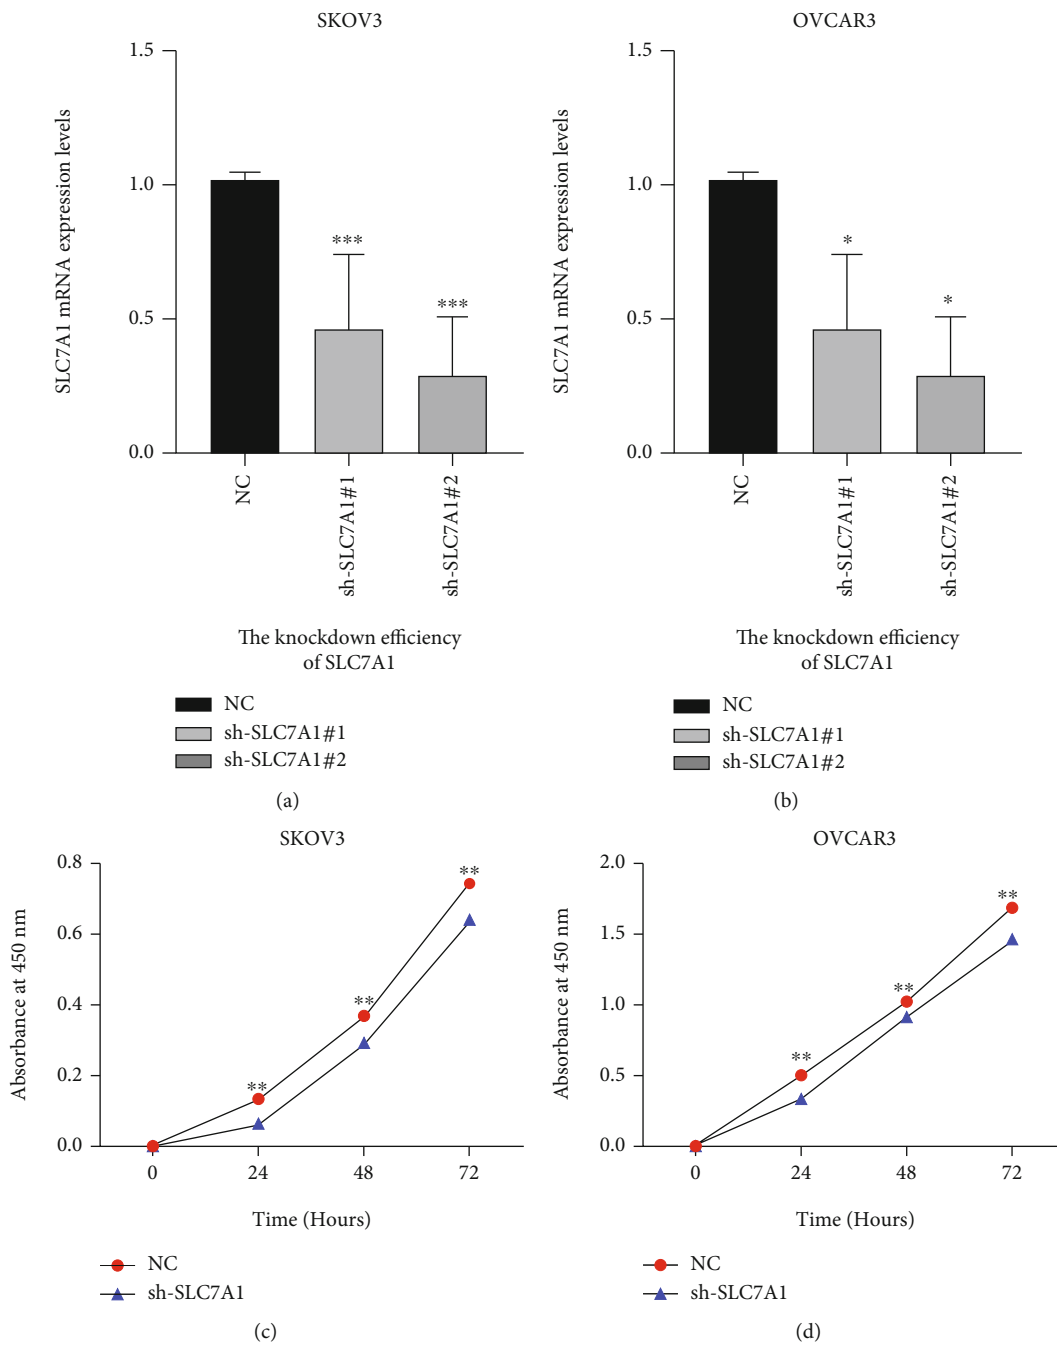 SKOV3
1.5
1.0
0.5
0.0
SLC7A1 mRNA expression levels
***
***
NC
sh-SLC7A1#1
sh-SLC7A1#2
The knockdown efficiency
of SLC7A1
NC
sh-SLC7A1#1
sh-SLC7A1#2
(a)
OVCAR3
1.5
1.0
0.5
0.0
SLC7A1 mRNA expression levels
*
*
NC
sh-SLC7A1#1
sh-SLC7A1#2
The knockdown efficiency
of SLC7A1
NC
sh-SLC7A1#1
sh-SLC7A1#2
(b)
SKOV3
0.8
0.6
0.4
0.2
0.0
Absorbance at 450 nm
**
**
**
0 24 48 72
Time (Hours)
NC
sh-SLC7A1
(c)
OVCAR3
2.0
1.5
1.0
0.5
0.0
Absorbance at 450 nm
**
**
**
0 24 48 72
Time (Hours)
NC
sh-SLC7A1
(d)